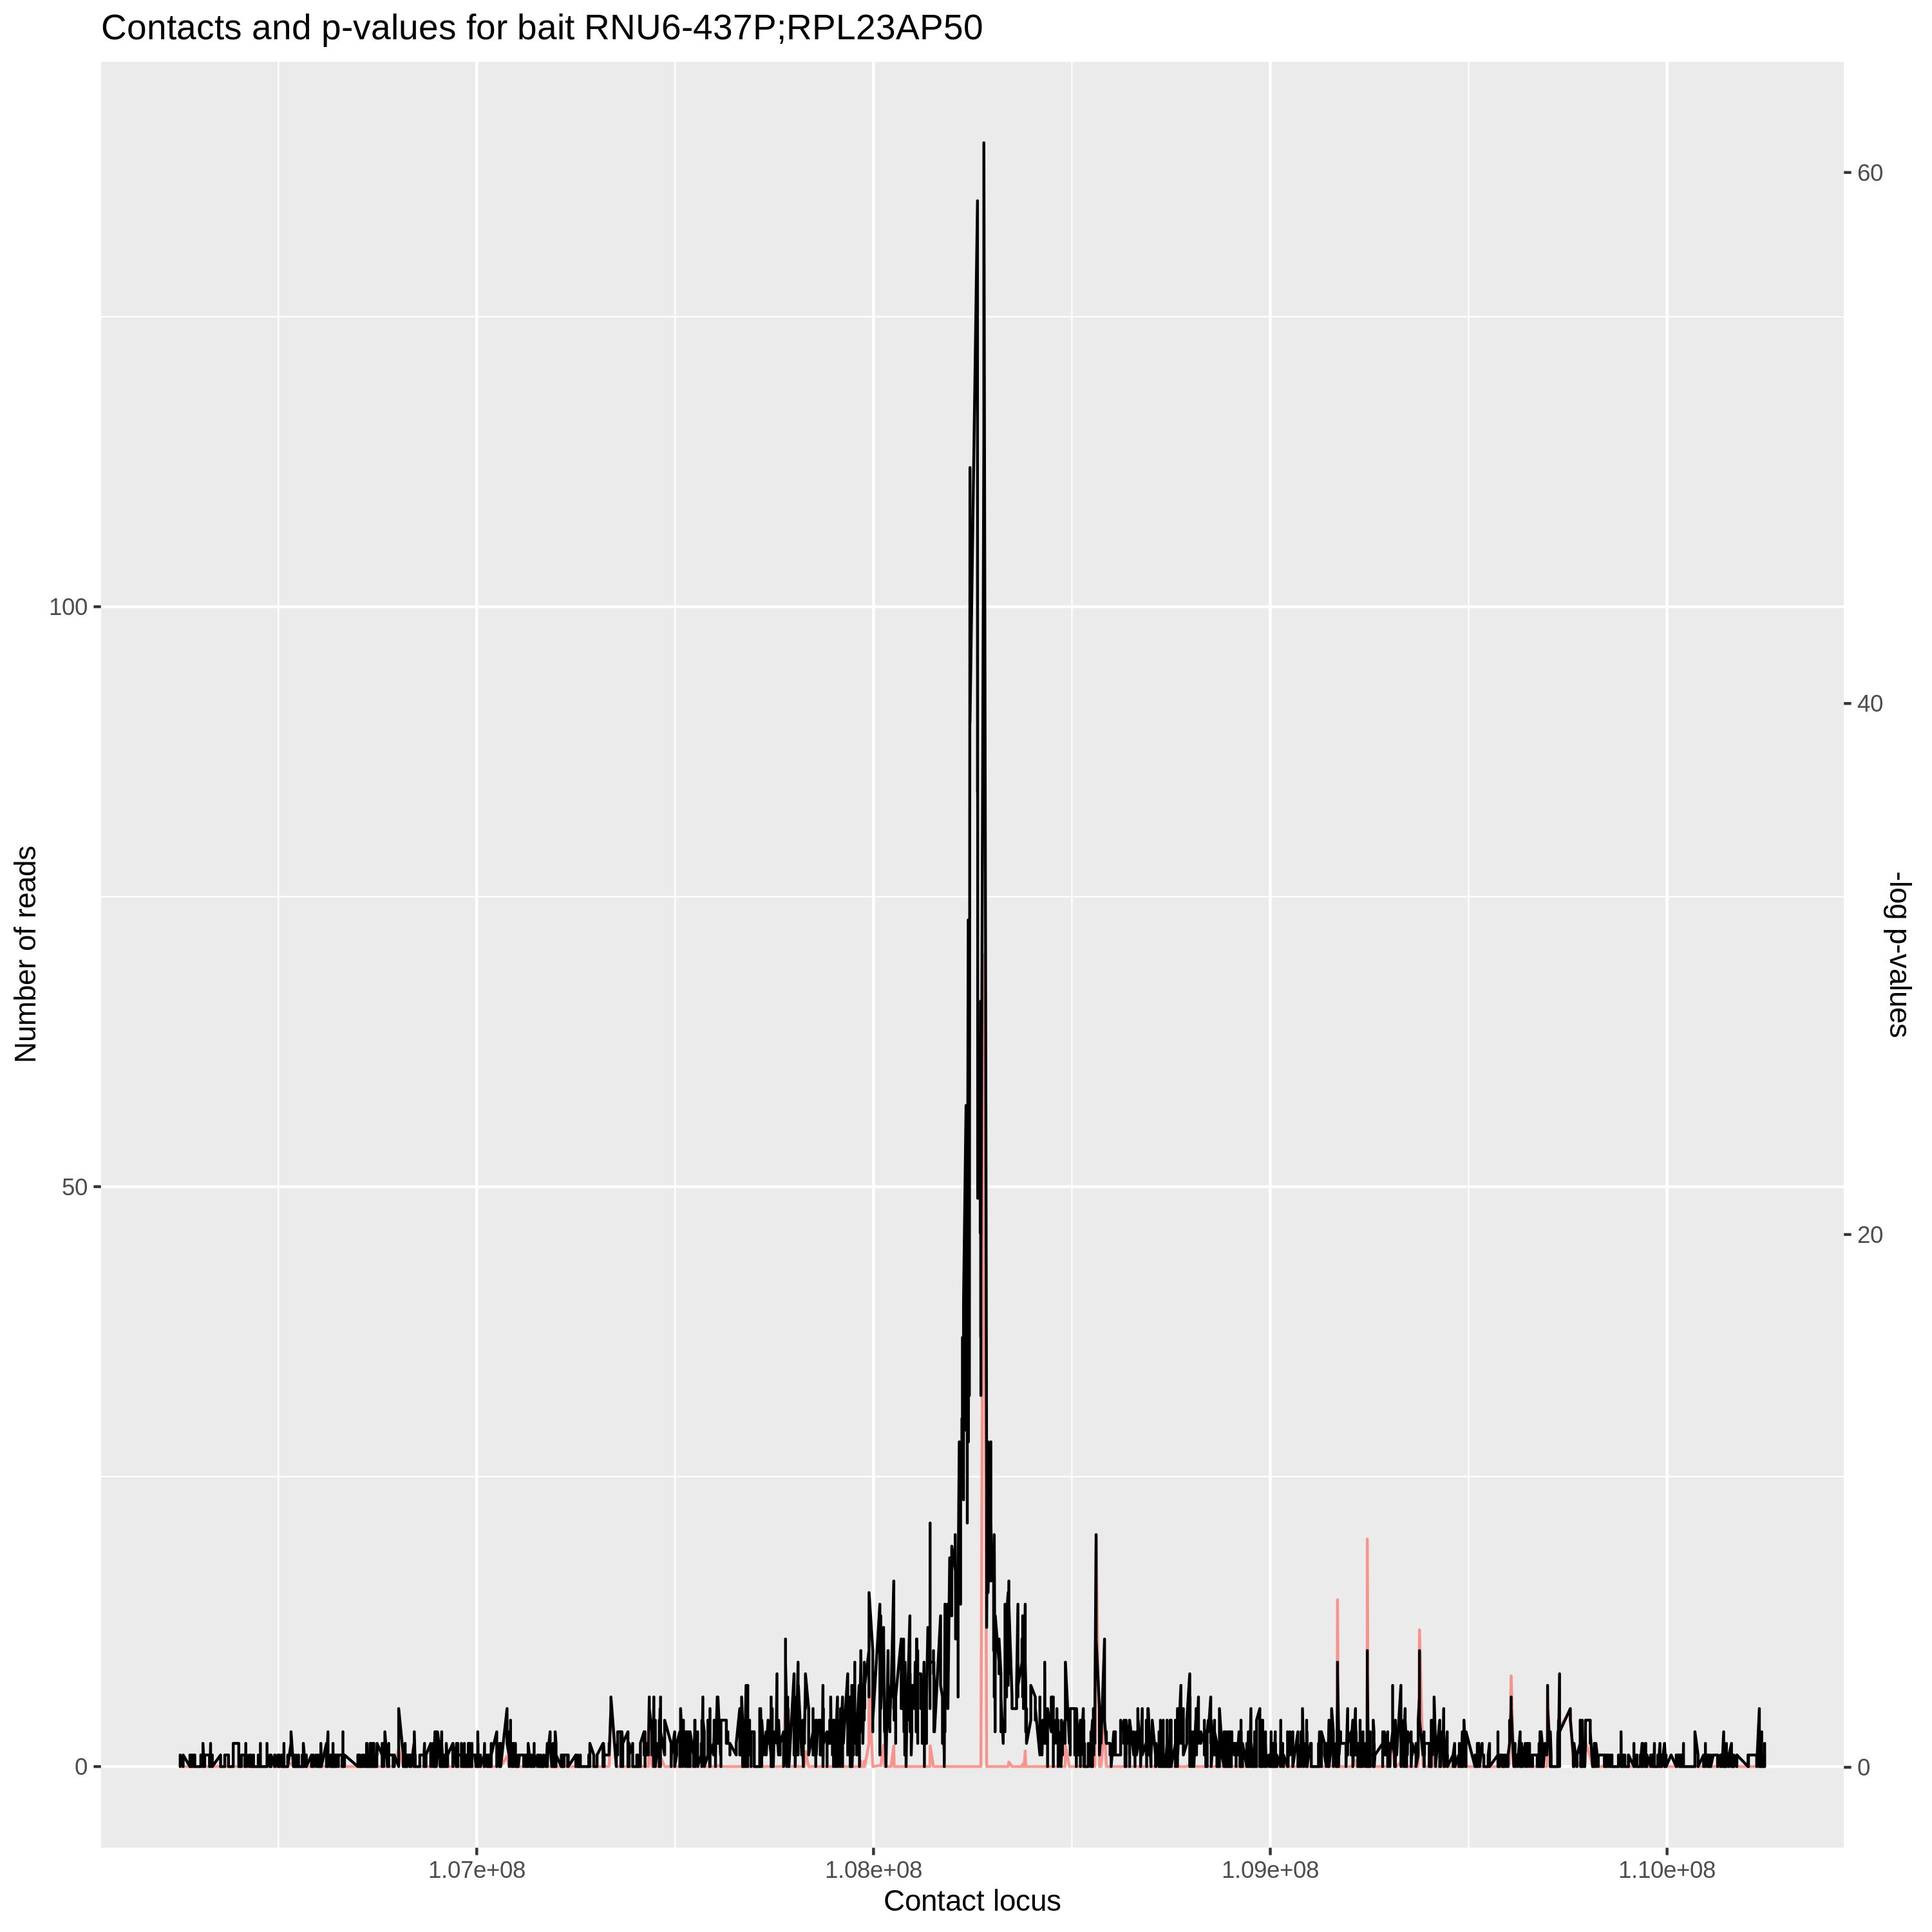 Contacts and p-values for bait RNU6-437P;RPL23AP50
60
100
40
Number of reads
-log p-values
50
20
0
0
1.07e+08
1.08e+08
1.09e+08
1.10e+08
Contact locus